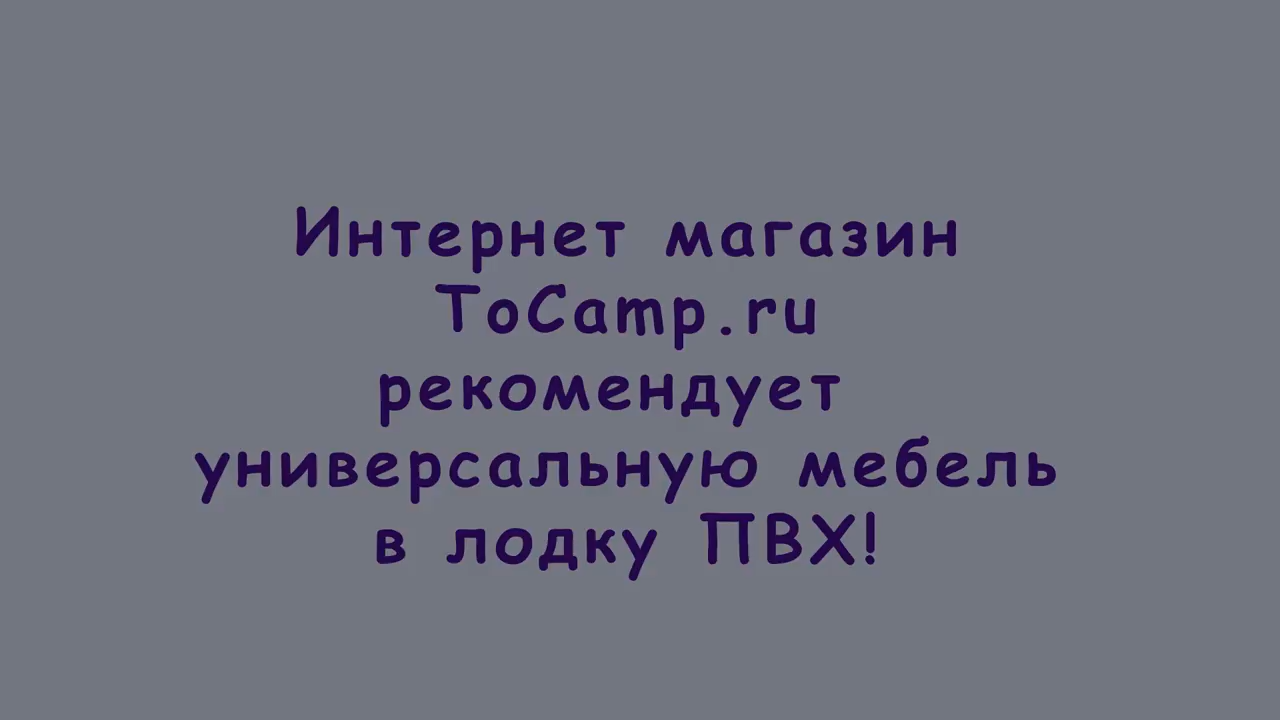 Интернет магазин
ToCamp.ru
рекомендует
универсальную мебель
в лодку ПВХ!